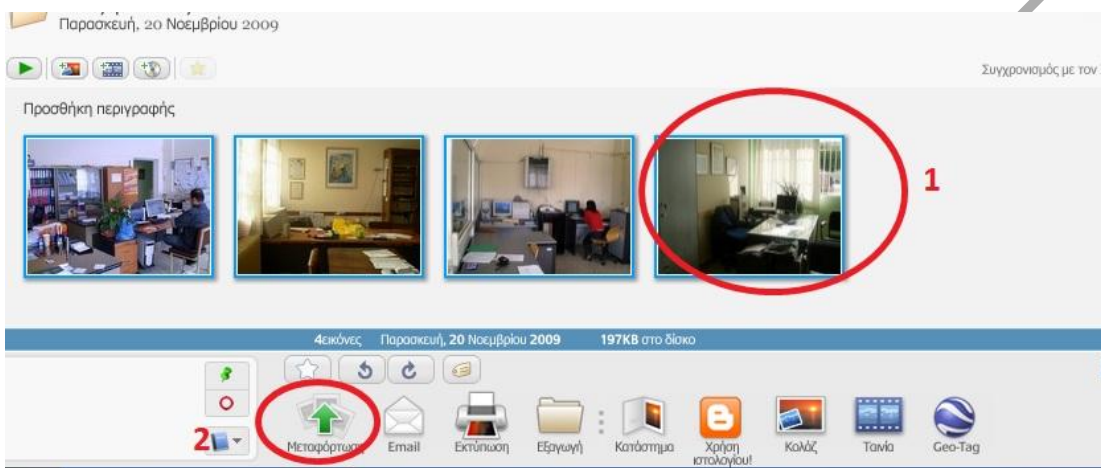 Παρασκευή, 20 Νοεμβρίου 2009
Συγχρονισμός με τον
Προσθήκη περιγραφής
1
4εικόνες Παρασκευή, 20 Νοεμβρίου 2009 197KB στο δίσκο
2
Μεταφόρτωση Email Εκτύπωση Εξαγωγή Κατάστημα Χρήση ιστολογίου! Κολάζ Ταινία Geo-Tag